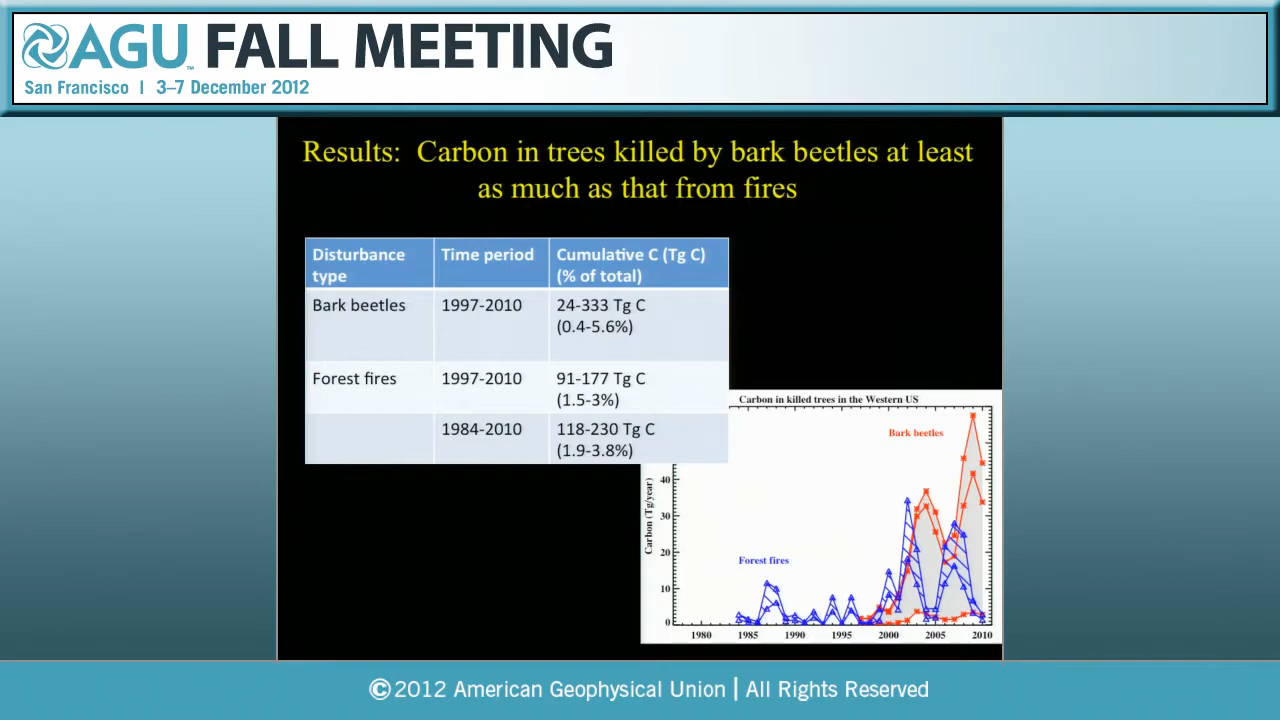 AGU™ FALL MEETING
San Francisco | 3–7 December 2012
Results: Carbon in trees killed by bark beetles at least
as much as that from fires
Disturbance type
Time period
Cumulative C (Tg C)
(% of total)
Bark beetles
1997-2010
24-333 Tg C
(0.4-5.6%)
Forest fires
1997-2010
91-177 Tg C
(1.5-3%)
1984-2010
118-230 Tg C
(1.9-3.8%)
Carbon in killed trees in the Western US
Bark beetles
Forest fires
Carbon (Tg/year)
40
30
20
10
0
1980 1985 1990 1995 2000 2005 2010
©2012 American Geophysical Union | All Rights Reserved